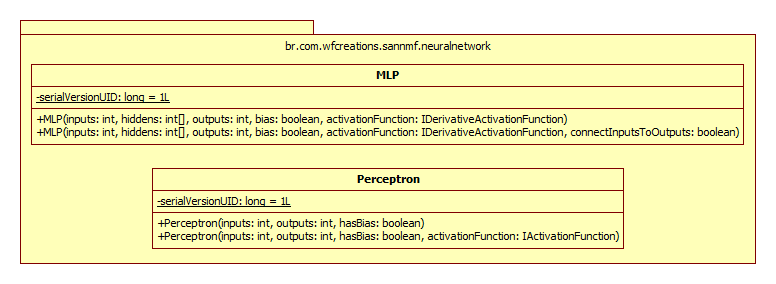 br.com.wfcreations.sannmf.neuralnetwork
MLP
-serialVersionUID: long = 1L
+MLP(inputs: int, hiddens: int[], outputs: int, bias: boolean, activationFunction: IDerivativeActivationFunction)
+MLP(inputs: int, hiddens: int[], outputs: int, bias: boolean, activationFunction: IDerivativeActivationFunction, connectInputsToOutputs: boolean)
Perceptron
-serialVersionUID: long = 1L
+Perceptron(inputs: int, outputs: int, hasBias: boolean)
+Perceptron(inputs: int, outputs: int, hasBias: boolean, activationFunction: IActivationFunction)